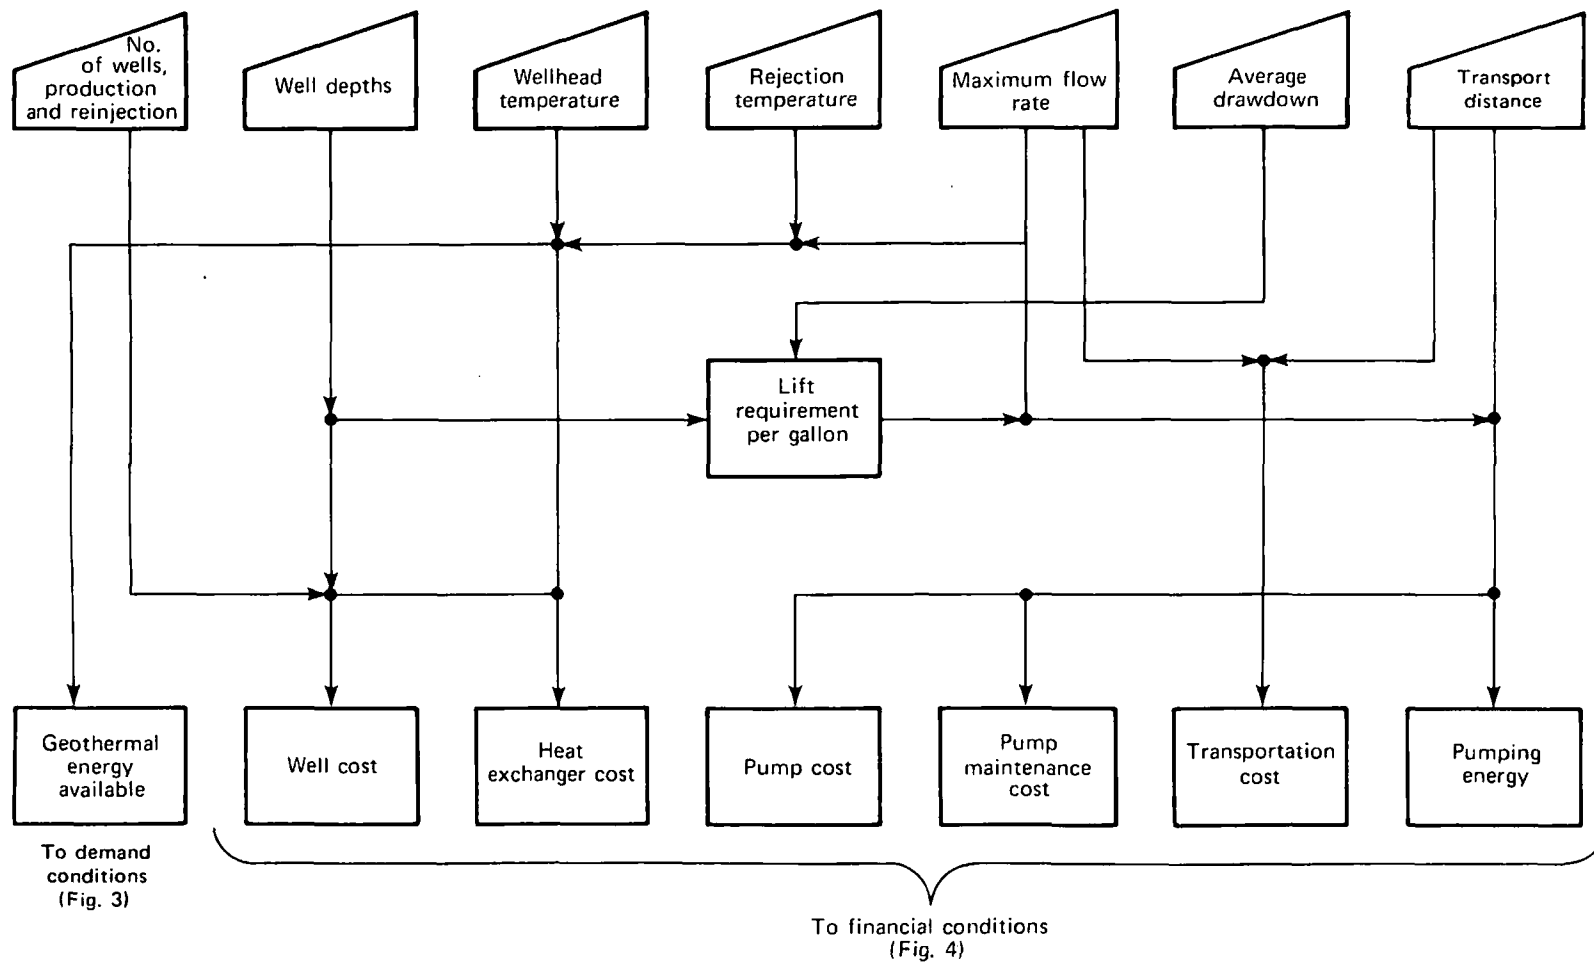 No.
of wells,
production
and reinjection
Well depths
Wellhead
temperature
Rejection
temperature
Maximum flow
rate
Average
drawdown
Transport
distance
Lift
requirement
per gallon
Geothermal
energy
available
Well cost
Heat
exchanger cost
Pump cost
Pump
maintenance
cost
Transportation
cost
Pumping
energy
To demand
conditions
(Fig. 3)
To financial conditions
(Fig. 4)